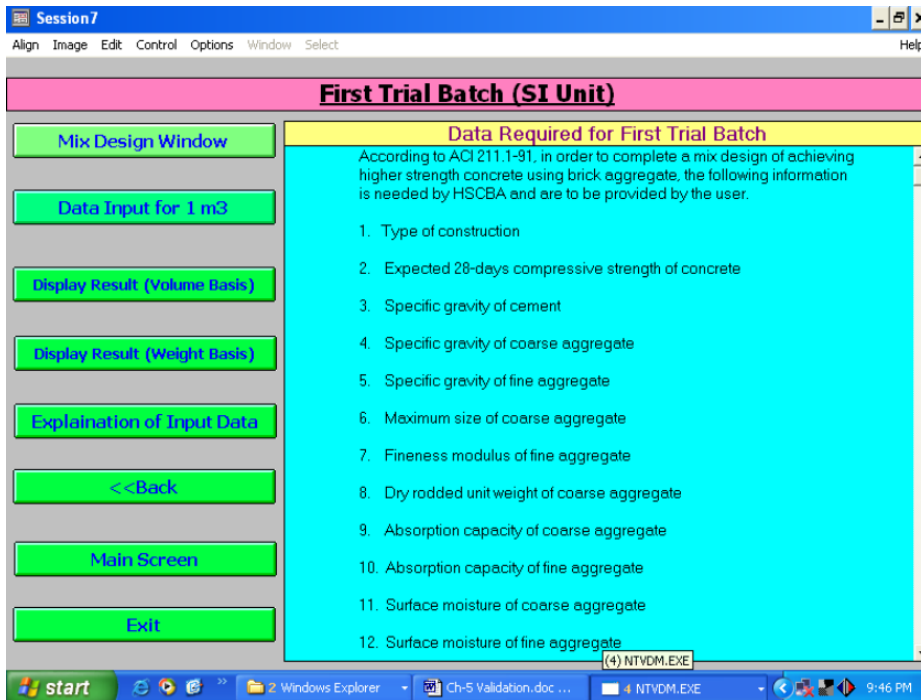 Session7
Align Image Edit Control Options Window Select Help
First Trial Batch (SI Unit)
Mix Design Window
Data Input for 1 m3
Display Result (Volume Basis)
Display Result (Weight Basis)
Explaination of Input Data
<<Back
Main Screen
Exit
Data Required for First Trial Batch
According to ACI 211.1-91, in order to complete a mix design of achieving
higher strength concrete using brick aggregate, the following information
is needed by HSCBA and are to be provided by the user.
1. Type of construction
2. Expected 28-days compressive strength of concrete
3. Specific gravity of cement
4. Specific gravity of coarse aggregate
5. Specific gravity of fine aggregate
6. Maximum size of coarse aggregate
7. Fineness modulus of fine aggregate
8. Dry rodded unit weight of coarse aggregate
9. Absorption capacity of coarse aggregate
10. Absorption capacity of fine aggregate
11. Surface moisture of coarse aggregate
12. Surface moisture of fine aggregate
(4) NTVDM.EXE
start 2 Windows Explorer Ch-5 Validation.doc ... 4 NTVDM.EXE 9:46 PM